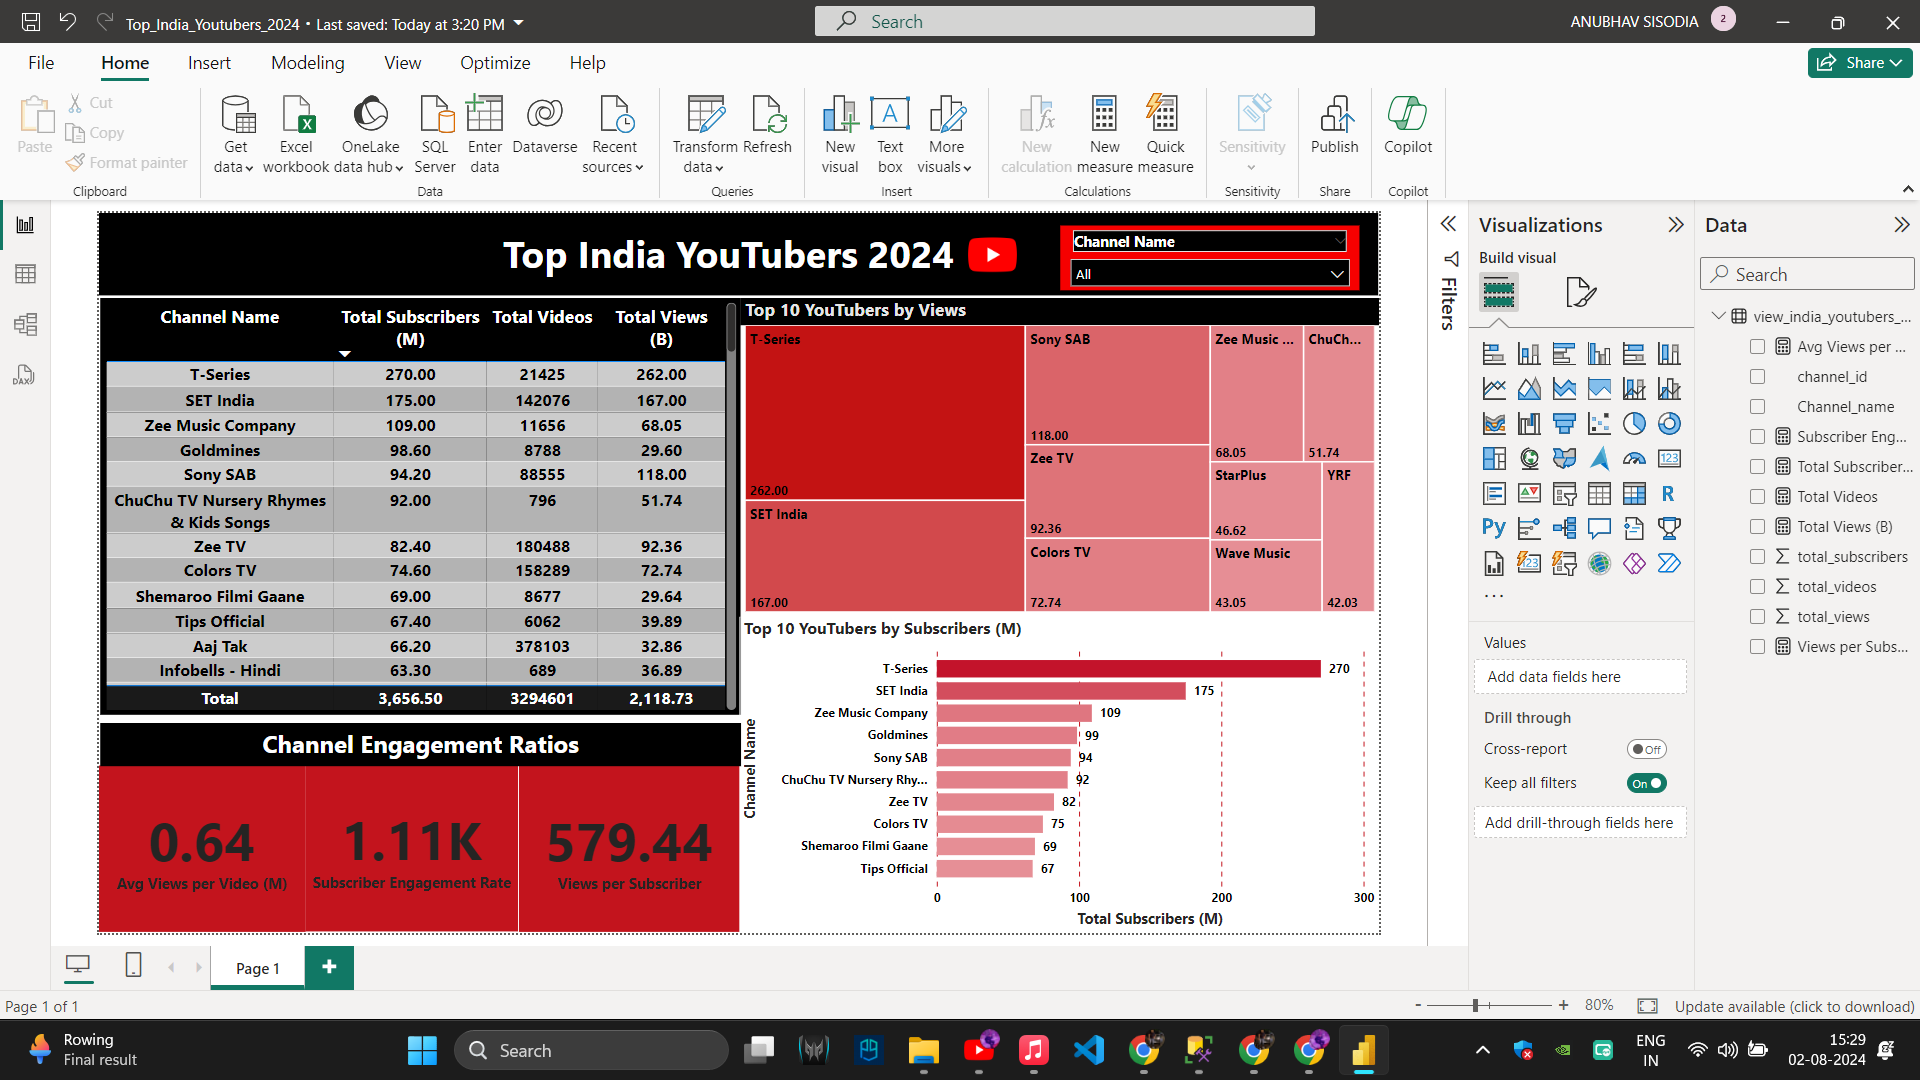 Top_India_Youtubers_2024 • Last saved: Today at 3:20 PM
Search
ANUBHAV SISODIA
2
File
Home
Insert
Modeling
View
Optimize
Help
Share
Paste
Cut
Copy
Format painter
Clipboard
Get data
Excel workbook
OneLake data hub
SQL Server
Enter data
Dataverse
Recent sources
Data
Transform data
Refresh
Queries
New visual
Text box
More visuals
Insert
New calculation
New measure
Quick measure
Calculations
Sensitivity
Sensitivity
Publish
Share
Copilot
Copilot
Top India YouTubers 2024
Channel Name
All
Channel Name Total Subscribers (M) Total Videos Total Views (B)
T-Series 270.00 21425 262.00
SET India 175.00 142076 167.00
Zee Music Company 109.00 11656 68.05
Goldmines 98.60 8788 29.60
Sony SAB 94.20 88555 118.00
ChuChu TV Nursery Rhymes & Kids Songs 92.00 796 51.74
Zee TV 82.40 180488 92.36
Colors TV 74.60 158289 72.74
Shemaroo Filmi Gaane 69.00 8677 29.64
Tips Official 67.40 6062 39.89
Aaj Tak 66.20 378103 32.86
Infobells - Hindi 63.30 689 36.89
Total 3,656.50 3294601 2,118.73
Top 10 YouTubers by Views
T-Series
262.00
SET India
167.00
Sony SAB
118.00
Zee TV
92.36
Colors TV
72.74
Zee Music ...
68.05
ChuCh...
51.74
StarPlus
46.62
Wave Music
43.05
YRF
42.03
Channel Engagement Ratios
0.64
Avg Views per Video (M)
1.11K
Subscriber Engagement Rate
579.44
Views per Subscriber
Top 10 YouTubers by Subscribers (M)
Channel Name
T-Series 270
SET India 175
Zee Music Company 109
Goldmines 99
Sony SAB 94
ChuChu TV Nursery Rhy... 92
Zee TV 82
Colors TV 75
Shemaroo Filmi Gaane 69
Tips Official 67
0 100 200 300
Total Subscribers (M)
Filters
Visualizations
Build visual
123
R
Py
123
...
Values
Add data fields here
Drill through
Cross-report
Off
Keep all filters
On
Add drill-through fields here
Data
Search
view_india_youtubers_...
Avg Views per ...
channel_id
Channel_name
Subscriber Eng...
Total Subscriber...
Total Videos
Total Views (B)
total_subscribers
total_videos
total_views
Views per Subs...
DAX
Page 1
Page 1 of 1
- + 80%
Update available (click to download)
Rowing
Final result
Search
ENG
IN
15:29
02-08-2024